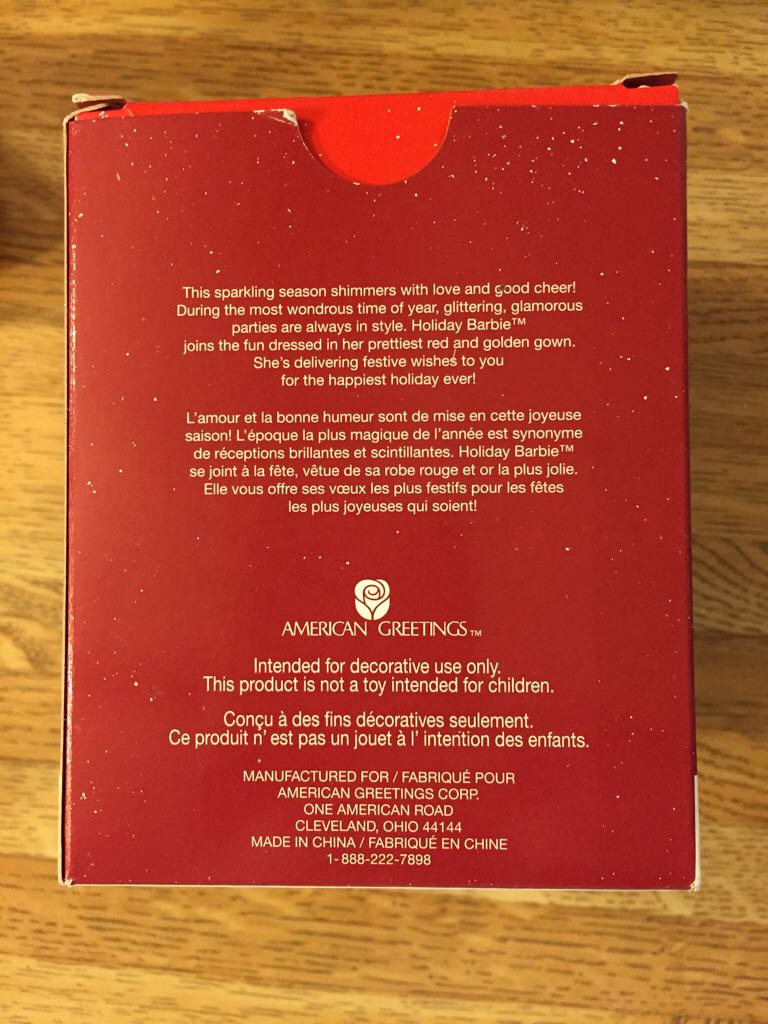 This sparkling season shimmers with love and good cheer!
During the most wondrous time of year, glittering, glamorous
parties are always in style. Holiday Barbie™
joins the fun dressed in her prettiest red and golden gown.
She's delivering festive wishes to you
for the happiest holiday ever!
L'amour et la bonne humeur sont de mise en cette joyeuse
saison! L'époque la plus magique de l'année est synonyme
de réceptions brillantes et scintillantes. Holiday Barbie™
se joint à la fête, vêtue de sa robe rouge et or la plus jolie.
Elle vous offre ses vœux les plus festifs pour les fêtes
les plus joyeuses qui soient!
AMERICAN GREETINGS™
Intended for decorative use only.
This product is not a toy intended for children.
Conçu à des fins décoratives seulement.
Ce produit n' est pas un jouet à l' intention des enfants.
MANUFACTURED FOR / FABRIQUÉ POUR
AMERICAN GREETINGS CORP.
ONE AMERICAN ROAD
CLEVELAND, OHIO 44144
MADE IN CHINA / FABRIQUÉ EN CHINE
1-888-222-7898